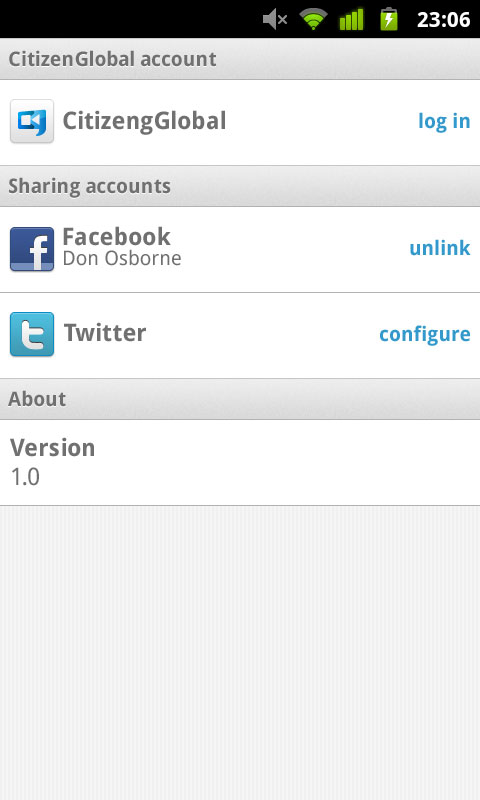 23:06
CitizenGlobal account
CitizengGlobal
log in
Sharing accounts
Facebook
Don Osborne
unlink
Twitter
configure
About
Version
1.0